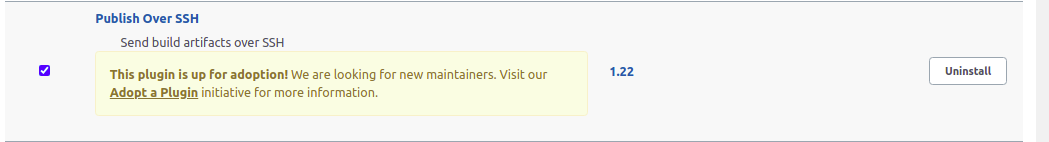 Publish Over SSH
Send build artifacts over SSH
This plugin is up for adoption! We are looking for new maintainers. Visit our
Adopt a Plugin initiative for more information.
1.22
Uninstall